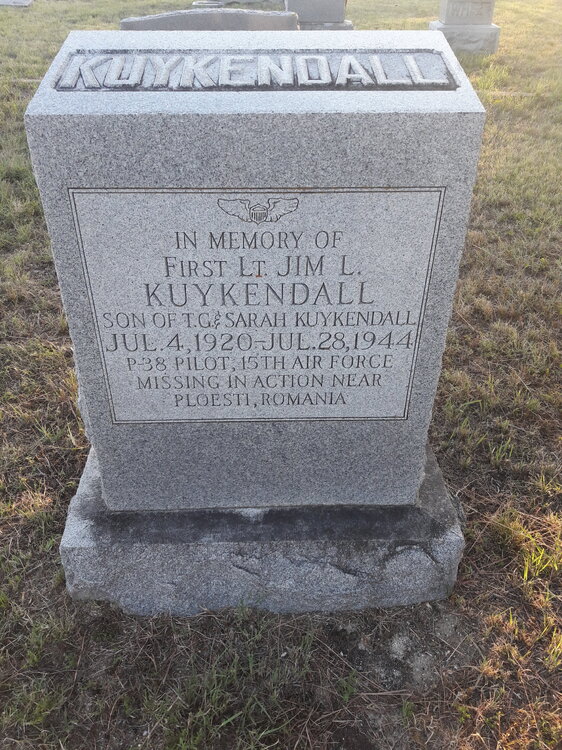 KUYKENDALL
IN MEMORY OF
FIRST LT. JIM L.
KUYKENDALL
SON OF T.G.& SARAH KUYKENDALL
JUL.4,1920-JUL.28,1944
P-38 PILOT, 15TH AIR FORCE
MISSING IN ACTION NEAR
PLOESTI, ROMANIA